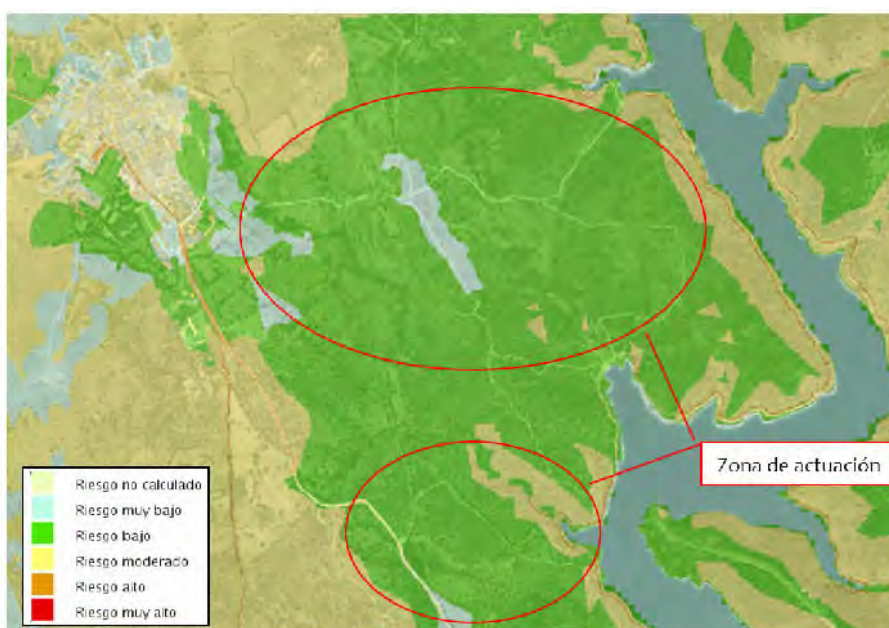 Zona de actuación
Riesgo no calculado
Riesgo muy bajo
Riesgo bajo
Riesgo moderado
Riesgo alto
Riesgo muy alto